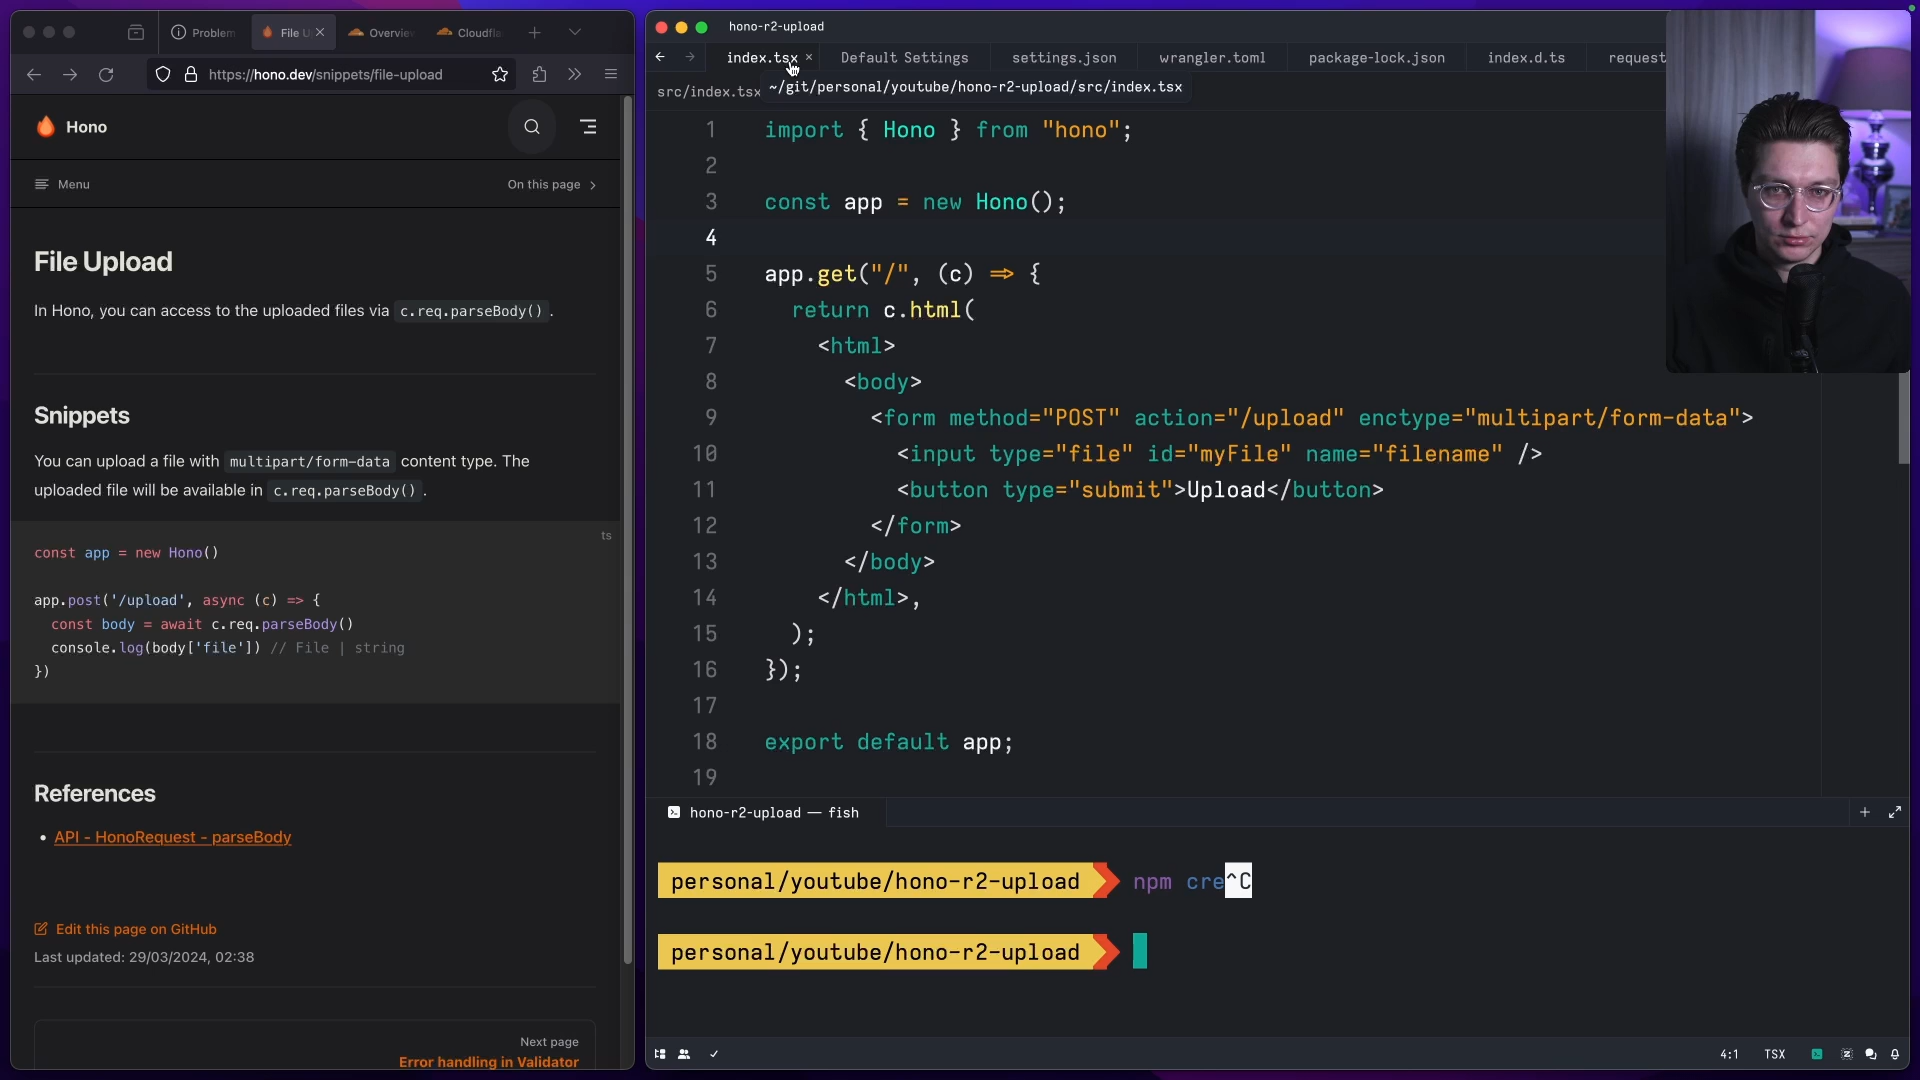 Problem
File U
Overvie
Cloudfla
https://hono.dev/snippets/file-upload
Hono
Menu
On this page
File Upload
In Hono, you can access to the uploaded files via c.req.parseBody().
Snippets
You can upload a file with multipart/form-data content type. The
uploaded file will be available in c.req.parseBody().
ts
const app = new Hono()
app.post('/upload', async (c) => {
const body = await c.req.parseBody()
console.log(body['file']) // File | string
})
References
• API - HonoRequest - parseBody
Edit this page on GitHub
Last updated: 29/03/2024, 02:38
Next page
Error handling in Validator
hono-r2-upload
index.tsx
Default Settings
settings.json
wrangler.toml
package-lock.json
index.d.ts
request
src/index.tsx
~/git/personal/youtube/hono-r2-upload/src/index.tsx
1 import { Hono } from "hono";
2
3 const app = new Hono();
4
5 app.get("/", (c) => {
6 return c.html(
7 <html>
8 <body>
9 <form method="POST" action="/upload" enctype="multipart/form-data">
10 <input type="file" id="myFile" name="filename" />
11 <button type="submit">Upload</button>
12 </form>
13 </body>
14 </html>,
15 );
16 });
17
18 export default app;
19
hono-r2-upload — fish
personal/youtube/hono-r2-upload npm cre^C
personal/youtube/hono-r2-upload
4:1
TSX